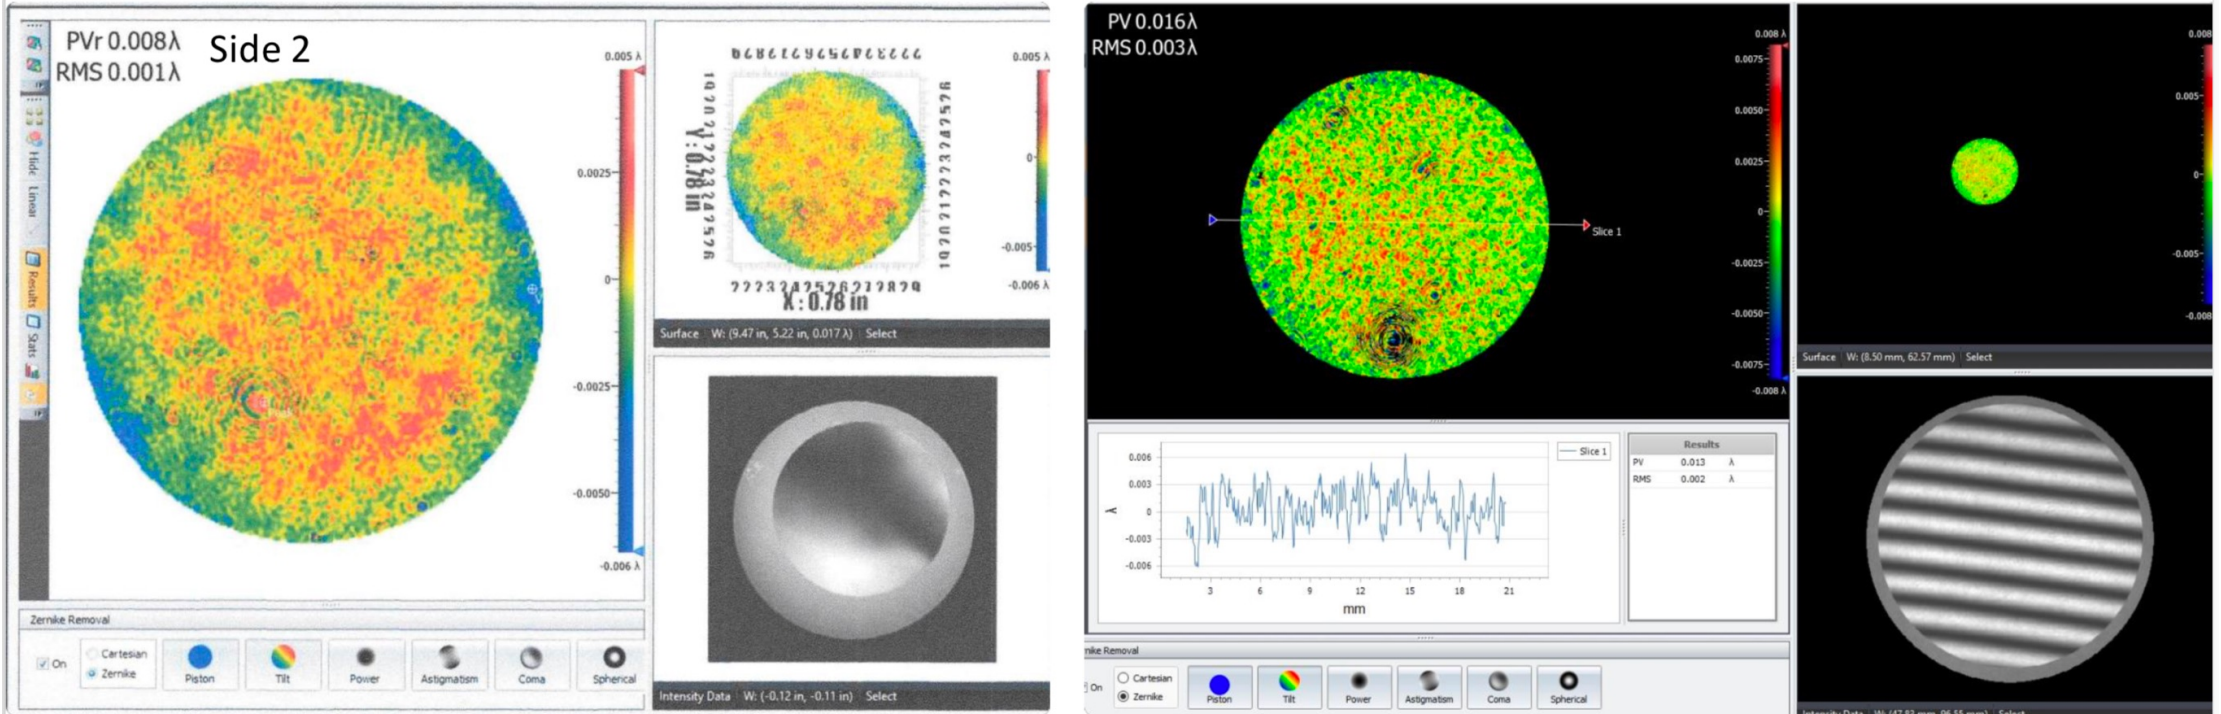 PVr 0.008λ
RMS 0.001λ
Side 2
0.005 λ
0.0025
0
-0.0025
-0.0050
-0.006 λ
Hide
Linear
Results
Stats
0.005 λ
0
-0.005
-0.006 λ
Y : 0.78 in
X : 0.78 in
Surface W: (9.47 in, 5.22 in, 0.017 λ) Select
Intensity Data W: (-0.12 in, -0.11 in) Select
Zernike Removal
On
Cartesian
Zernike
Piston
Tilt
Power
Astigmatism
Coma
Spherical
PV 0.016λ
RMS 0.003λ
0.008 λ
0.0075
0.0050
0.0025
0
-0.0025
-0.0050
-0.0075
-0.008 λ
Slice 1
0.008
0.005
0
-0.005
-0.008
Surface W: (8.50 mm, 62.57 mm) Select
Slice 1
0.006
0.003
0
-0.003
-0.006
λ
3 6 9 12 15 18 21
mm
Results
PV 0.013 λ
RMS 0.002 λ
rnike Removal
On
Cartesian
Zernike
Piston
Tilt
Power
Astigmatism
Coma
Spherical